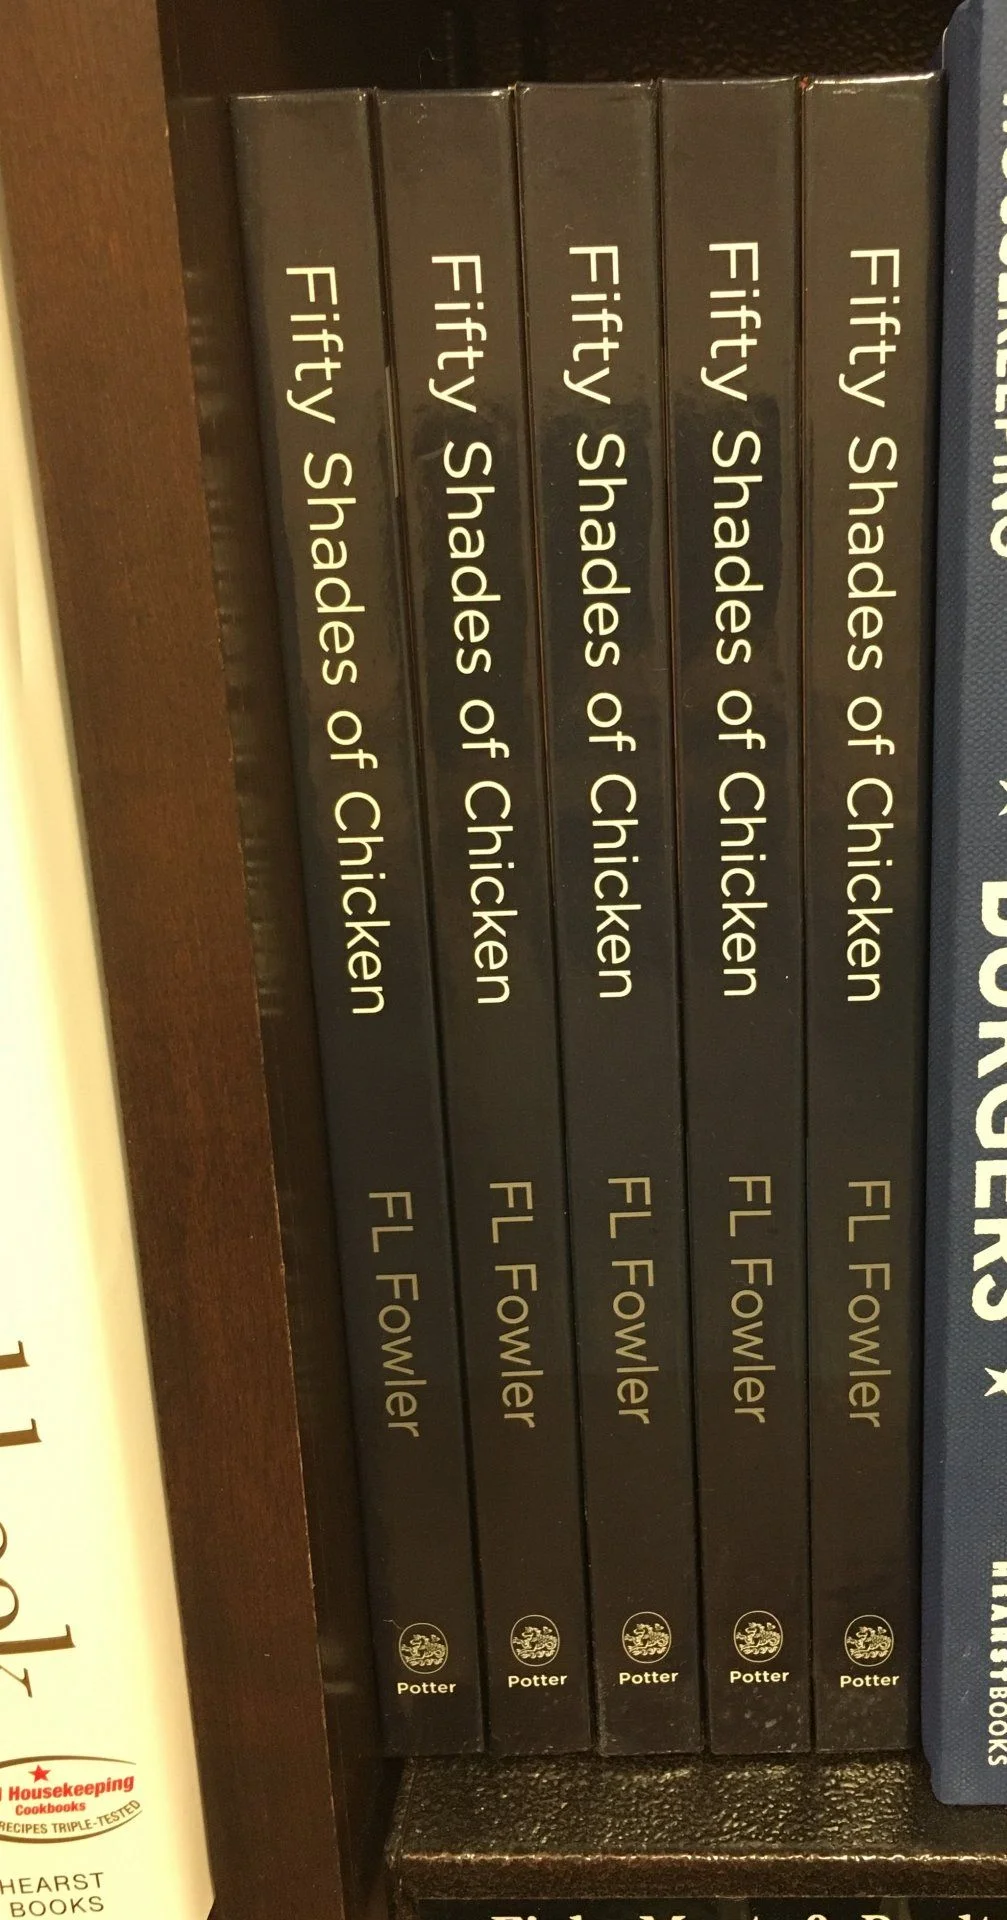 Housekeeping
Cookbooks
RECIPES TRIPLE-TESTED
HEARST
BOOKS
Fifty Shades of Chicken
FL Fowler
Potter
Fifty Shades of Chicken
FL Fowler
Potter
Fifty Shades of Chicken
FL Fowler
Potter
Fifty Shades of Chicken
FL Fowler
Potter
Fifty Shades of Chicken
FL Fowler
Potter
BURGERS
HEARST BOOKS